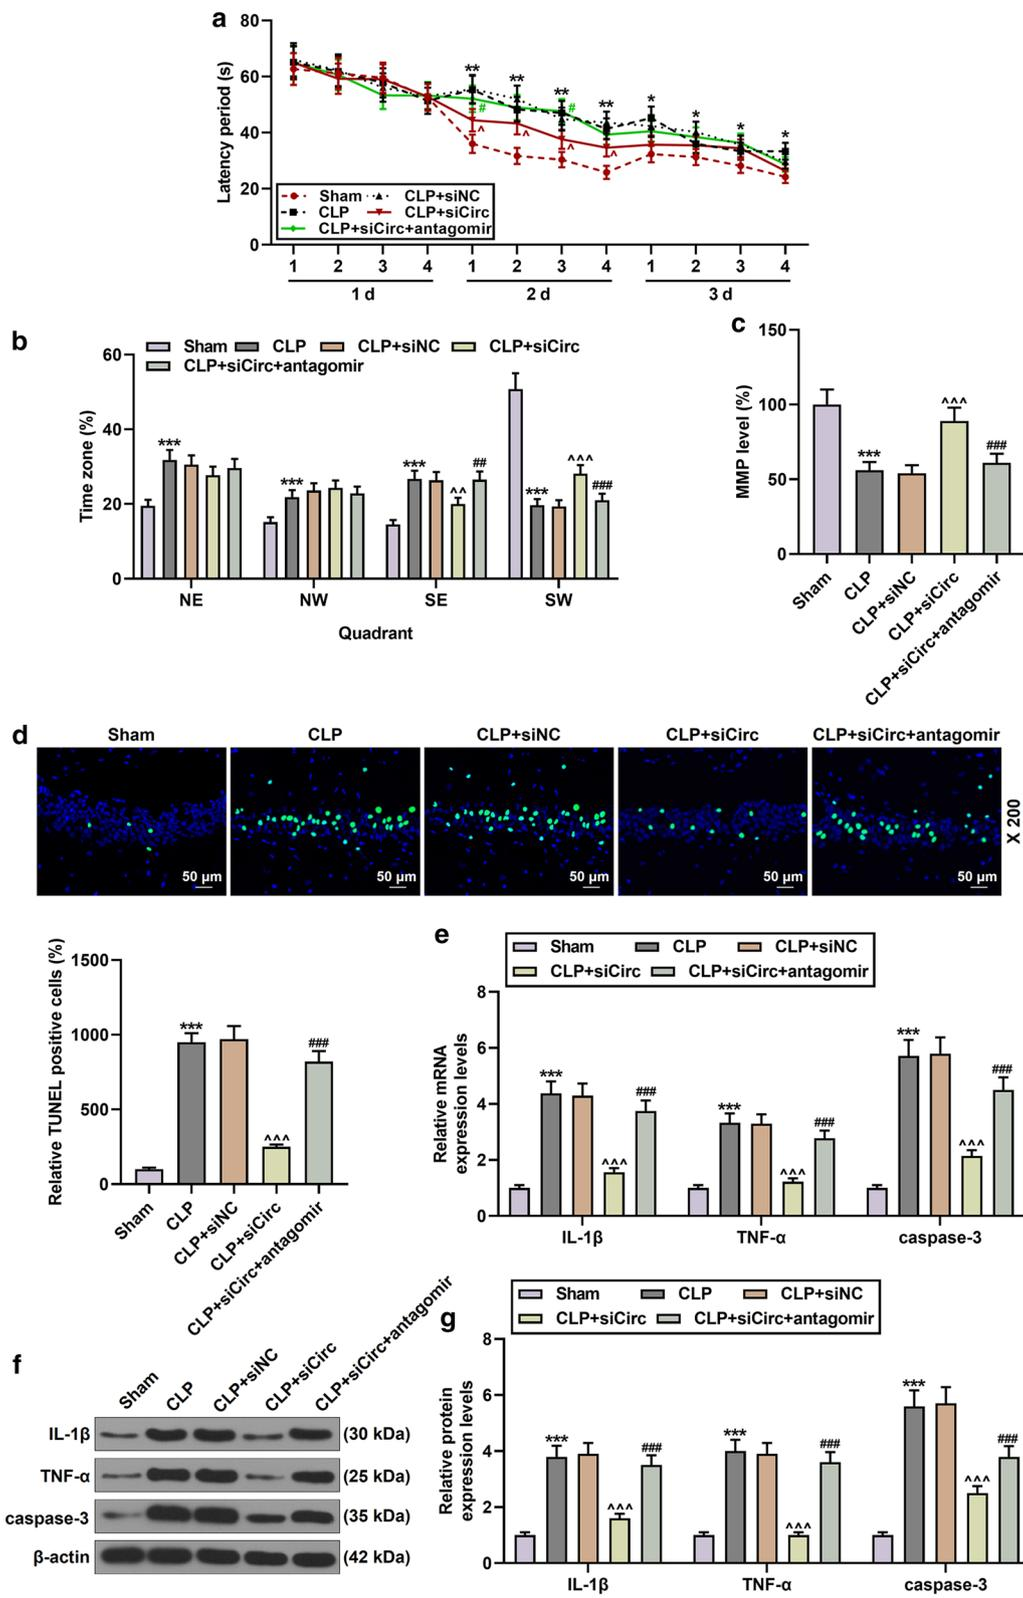 a
80
60
40
20
0
Latency period (s)
** ** ** ** * * * *
# #
^ ^ ^ ^
Sham CLP+siNC
CLP CLP+siCirc
CLP+siCirc+antagomir
1 2 3 4 1 2 3 4 1 2 3 4
1 d 2 d 3 d
b
Sham CLP CLP+siNC CLP+siCirc
CLP+siCirc+antagomir
60
40
20
0
Time zone (%)
***
***
*** ^^ ##
*** ^^^ ###
NE NW SE SW
Quadrant
c
150
100
50
0
MMP level (%)
*** ^^^ ###
Sham
CLP
CLP+siNC
CLP+siCirc
CLP+siCirc+antagomir
d
Sham CLP CLP+siNC CLP+siCirc CLP+siCirc+antagomir
50 µm 50 µm 50 µm 50 µm 50 µm
X 200
1500
1000
500
0
Relative TUNEL positive cells (%)
*** ^^^ ###
Sham
CLP
CLP+siNC
CLP+siCirc
CLP+siCirc+antagomir
e
Sham CLP CLP+siNC
CLP+siCirc CLP+siCirc+antagomir
8
6
4
2
0
Relative mRNA
expression levels
*** ^^^ ###
*** ^^^ ###
*** ^^^ ###
IL-1β TNF-α caspase-3
f
Sham
CLP
CLP+siNC
CLP+siCirc
CLP+siCirc+antagomir
IL-1β (30 kDa)
TNF-α (25 kDa)
caspase-3 (35 kDa)
β-actin (42 kDa)
g
Sham CLP CLP+siNC
CLP+siCirc CLP+siCirc+antagomir
8
6
4
2
0
Relative protein
expression levels
*** ^^^ ###
*** ^^^ ###
*** ^^^ ###
IL-1β TNF-α caspase-3